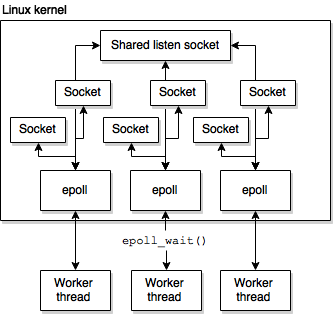 Linux kernel
Shared listen socket
Socket
Socket
Socket
Socket
Socket
Socket
epoll
epoll
epoll
epoll_wait()
Worker
thread
Worker
thread
Worker
thread